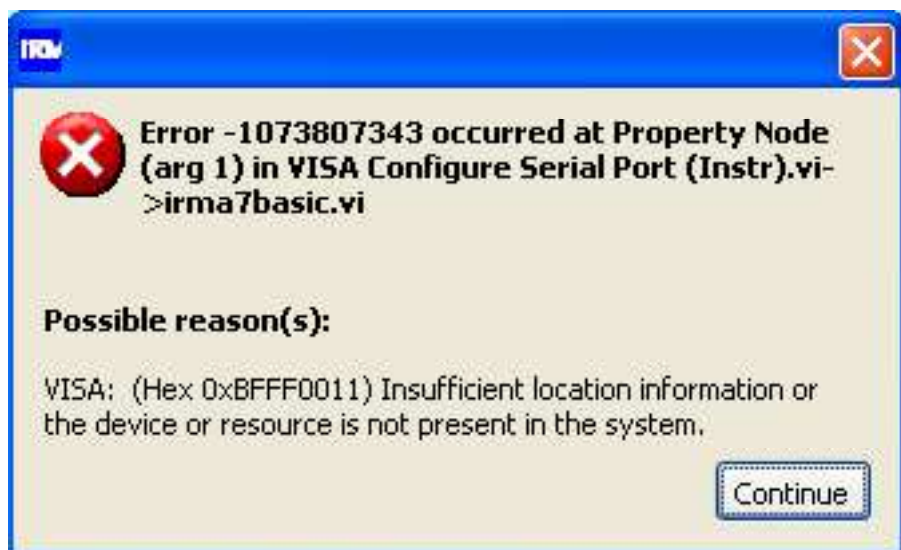 IRM
Error -1073807343 occurred at Property Node
(arg 1) in VISA Configure Serial Port (Instr).vi-
>irma7basic.vi
Possible reason(s):
VISA: (Hex 0xBFFF0011) Insufficient location information or
the device or resource is not present in the system.
Continue